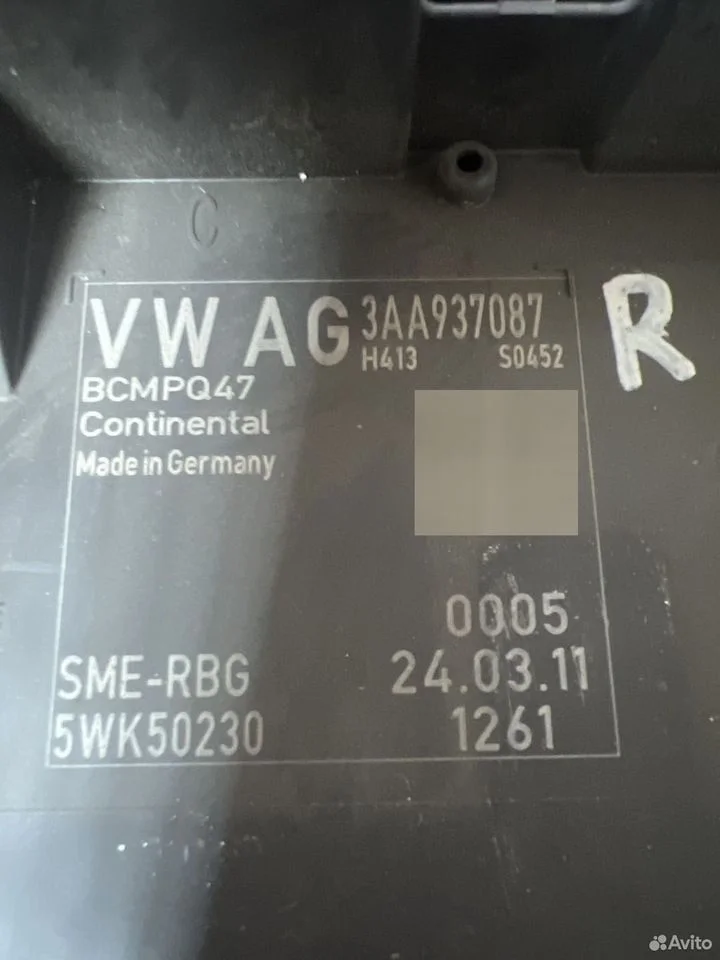 C
VW AG 3AA937087
H413 S0452
R
BCMPQ47
Continental
Made in Germany
0005
SME-RBG 24.03.11
5WK50230 1261
Avito